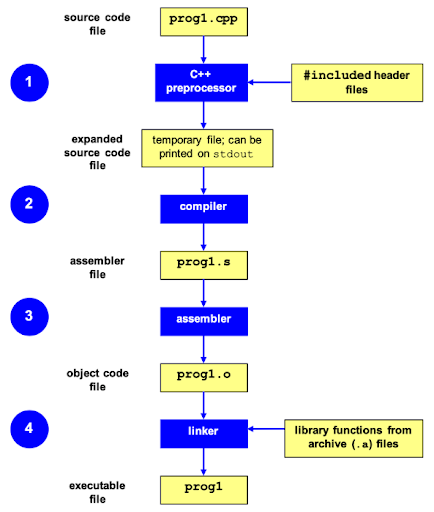 source code
file
prog1.cpp
1
C++
preprocessor
#included header
files
expanded
source code
file
temporary file; can be
printed on stdout
2
compiler
assembler
file
prog1.s
3
assembler
object code
file
prog1.o
4
linker
library functions from
archive (.a) files
executable
file
prog1